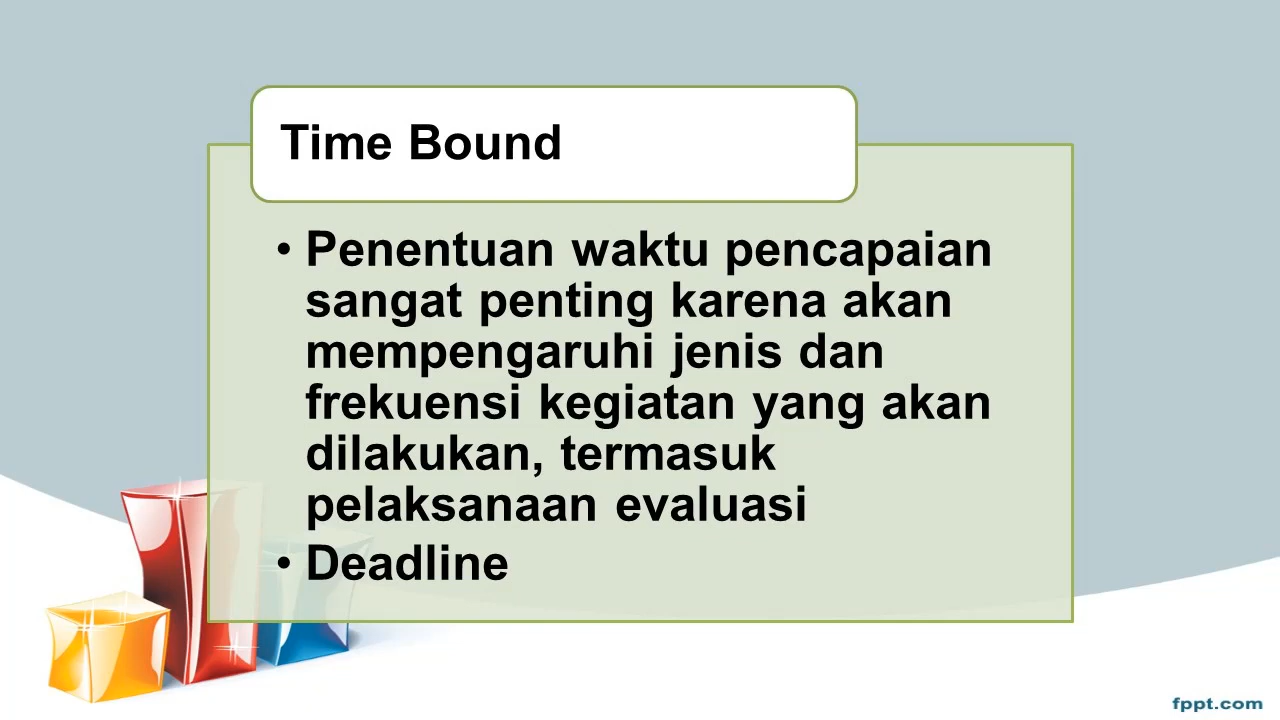 Time Bound
• Penentuan waktu pencapaian
sangat penting karena akan
mempengaruhi jenis dan
frekuensi kegiatan yang akan
dilakukan, termasuk
pelaksanaan evaluasi
• Deadline
fppt.com